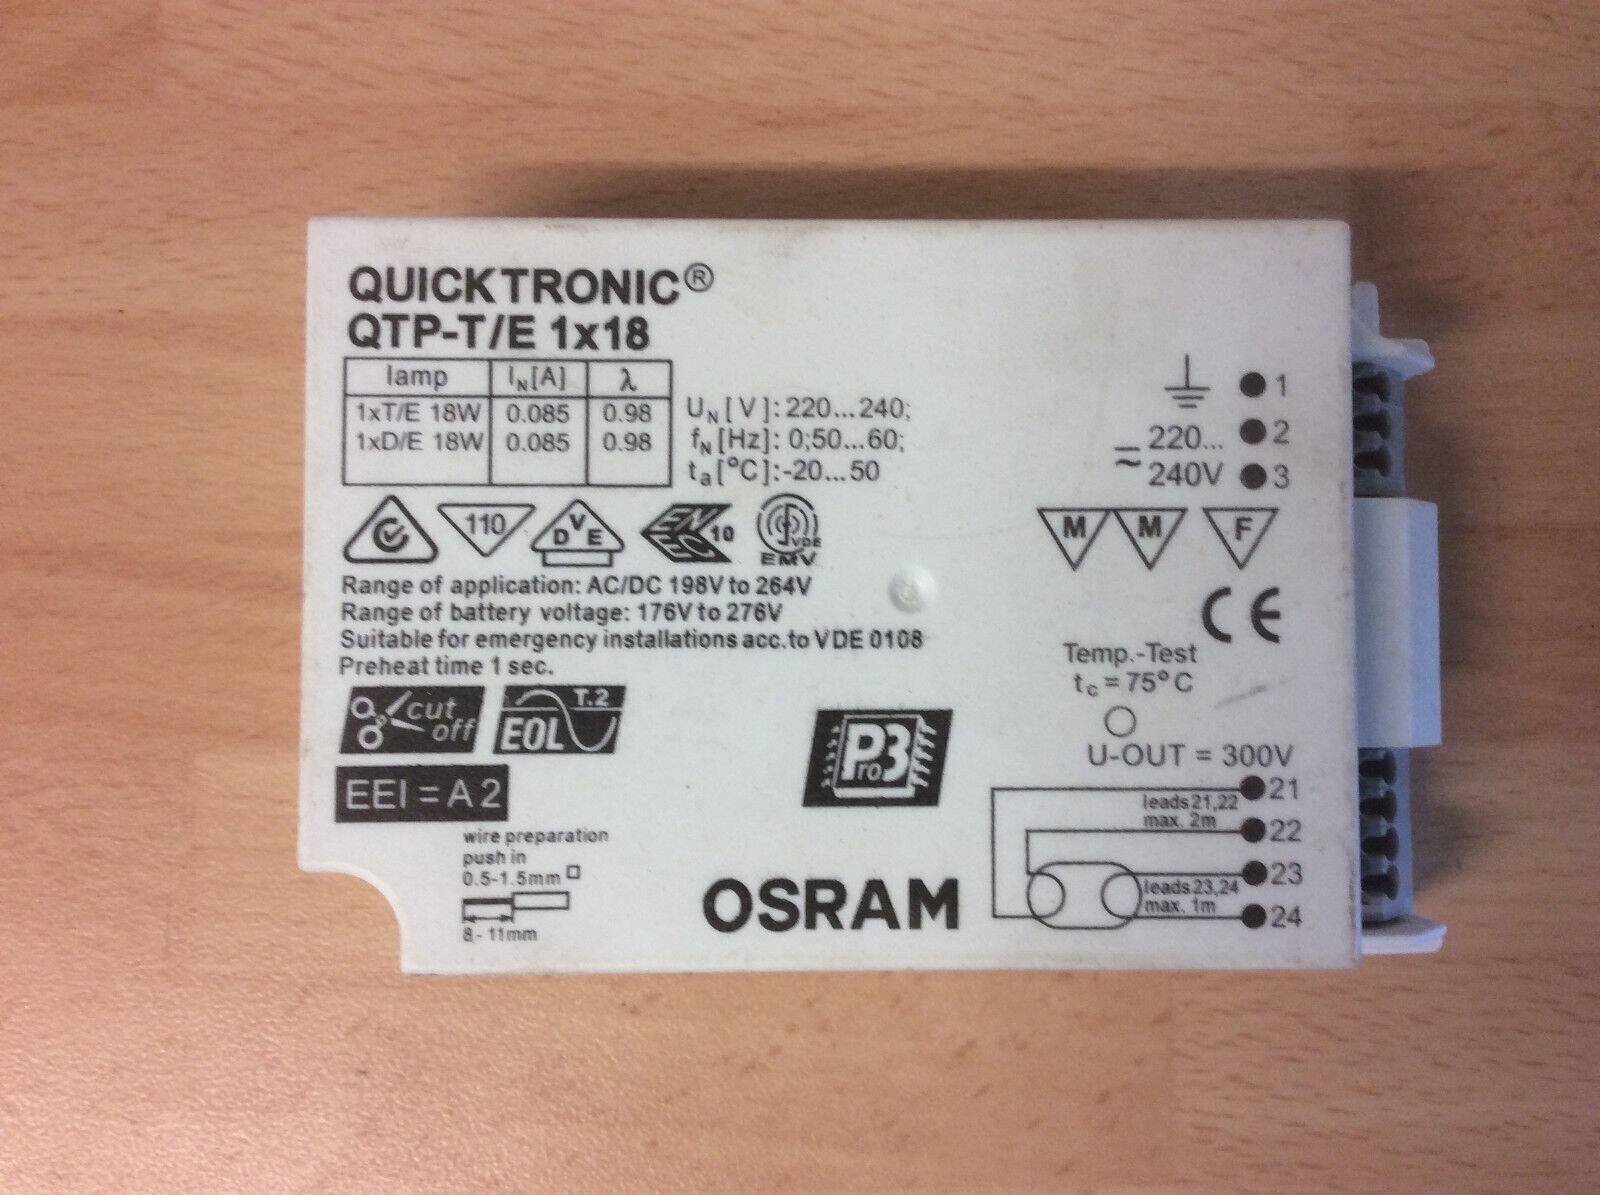 QUICKTRONIC®
QTP-T/E 1x18
lamp IN[A] λ
1xT/E 18W 0.085 0.98
1xD/E 18W 0.085 0.98
UN[V]: 220...240;
fN[Hz]: 0;50...60;
ta[°C]:-20...50
1
220... 2
240V 3
110
D V E
ENEC 10
VDE
EMV
M M F
Range of application: AC/DC 198V to 264V
Range of battery voltage: 176V to 276V
Suitable for emergency installations acc.to VDE 0108
Preheat time 1 sec.
CE
Temp.-Test
tc = 75°C
cut
off
T.2
EOL
Pro3
U-OUT = 300V
EEI = A2
wire preparation
push in
0.5-1.5mm□
8 - 11mm
OSRAM
21
leads21,22
max. 2m
22
23
leads23,24
max. 1m
24